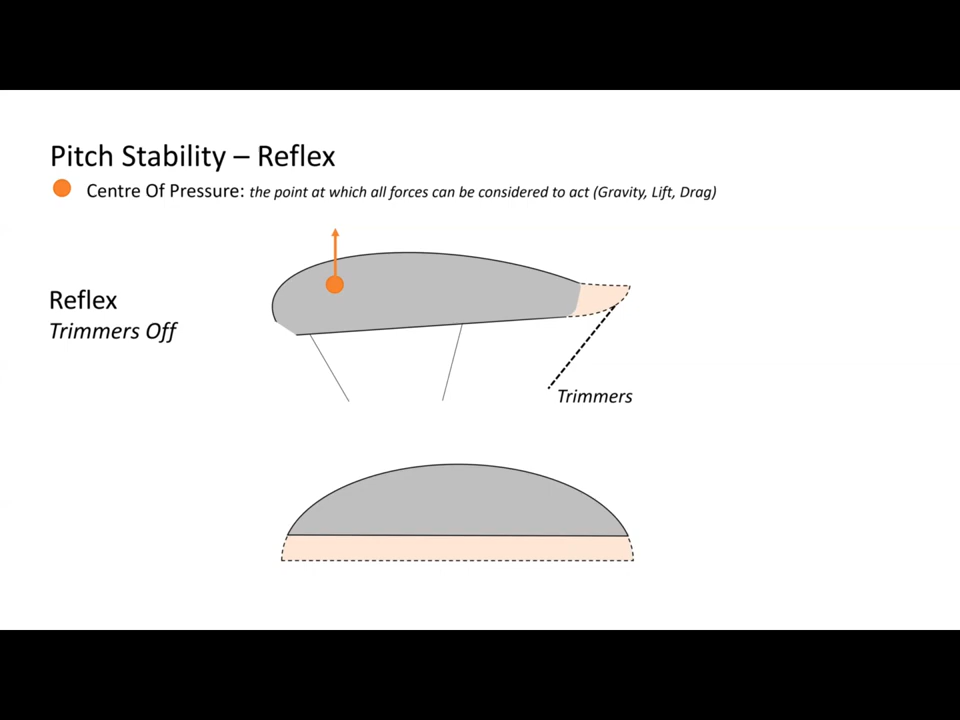 Pitch Stability – Reflex
Centre Of Pressure: the point at which all forces can be considered to act (Gravity, Lift, Drag)
Reflex
Trimmers Off
Trimmers